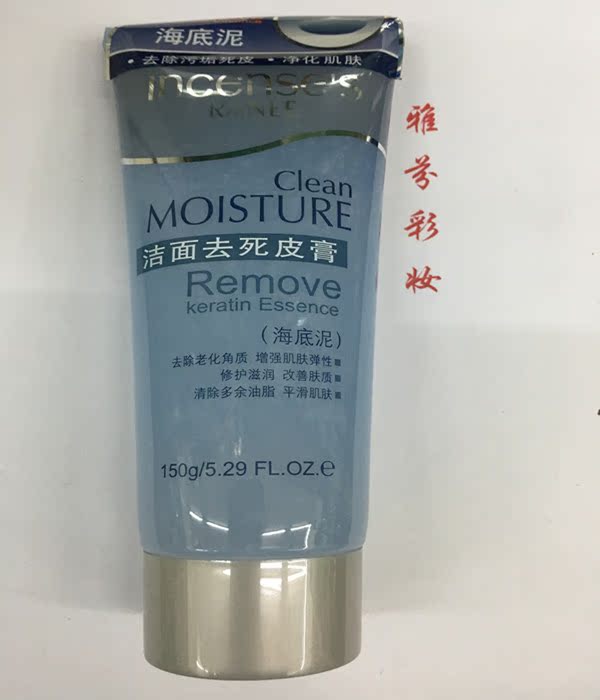 海底泥
·去除污垢死皮 ·净化肌肤
incense's
Clean
MOISTURE
洁面去死皮膏
Remove
keratin Essence
(海底泥)
去除老化角质 增强肌肤弹性■
修护滋润 改善肤质■
清除多余油脂 平滑肌肤■
150g/5.29 FL.OZ.e
雅芬彩妆